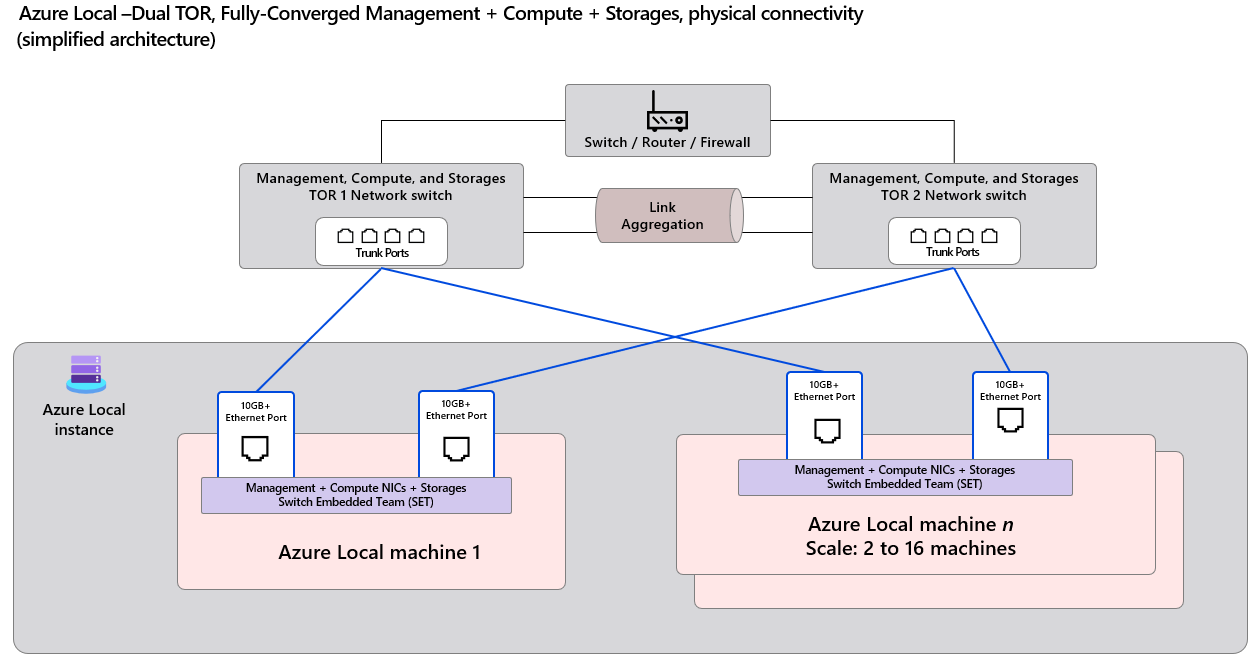 Azure Local –Dual TOR, Fully-Converged Management + Compute + Storages, physical connectivity
(simplified architecture)
Switch / Router / Firewall
Management, Compute, and Storages
TOR 1 Network switch
Trunk Ports
Link
Aggregation
Management, Compute, and Storages
TOR 2 Network switch
Trunk Ports
Azure Local
instance
10GB+
Ethernet Port
10GB+
Ethernet Port
Management + Compute NICs + Storages
Switch Embedded Team (SET)
Azure Local machine 1
10GB+
Ethernet Port
10GB+
Ethernet Port
Management + Compute NICs + Storages
Switch Embedded Team (SET)
Azure Local machine n
Scale: 2 to 16 machines